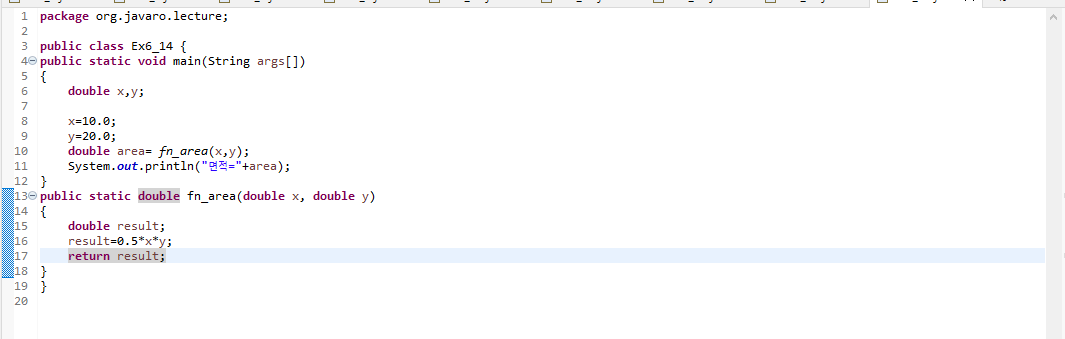 1 package org.javaro.lecture;
2
3 public class Ex6_14 {
4 public static void main(String args[])
5 {
6     double x,y;
7
8     x=10.0;
9     y=20.0;
10     double area= fn_area(x,y);
11     System.out.println("면적="+area);
12 }
13 public static double fn_area(double x, double y)
14 {
15     double result;
16     result=0.5*x*y;
17     return result;
18 }
19 }
20